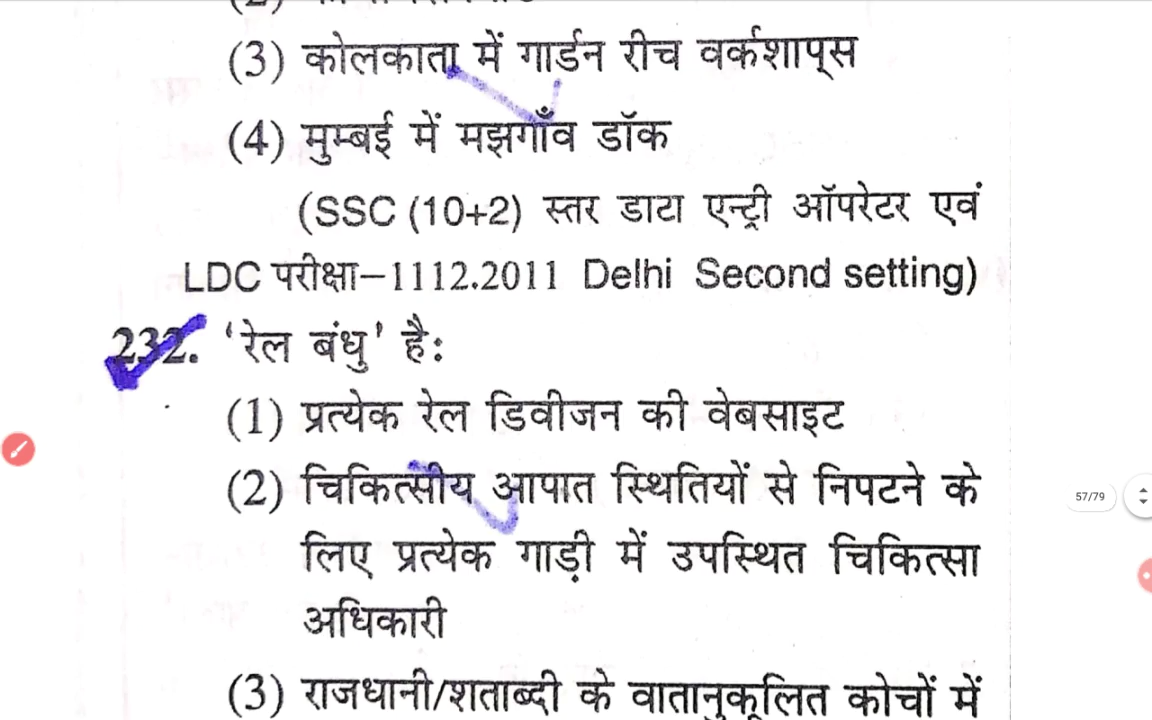 (3) कोलकाता में गार्डन रीच वर्कशाप्स
(4) मुम्बई में मझगाँव डॉक
(SSC (10+2) स्तर डाटा एन्ट्री ऑपरेटर एवं
LDC परीक्षा–1112.2011 Delhi Second setting)
232. 'रेल बंधु' है:
(1) प्रत्येक रेल डिवीजन की वेबसाइट
(2) चिकित्सीय आपात स्थितियों से निपटने के
लिए प्रत्येक गाड़ी में उपस्थित चिकित्सा
अधिकारी
(3) राजधानी/शताब्दी के वातानुकूलित कोचों में
57/79